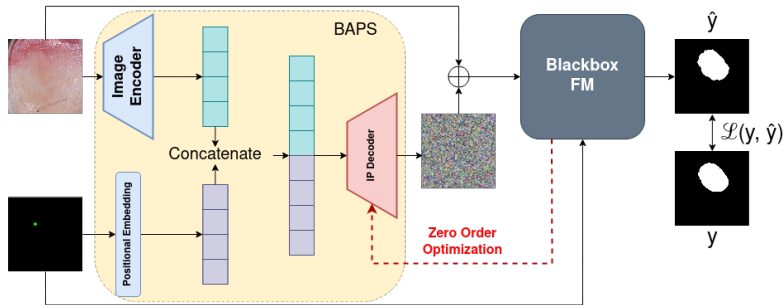 BAPS
ŷ
Image
Encoder
Blackbox
FM
ℒ(y, ŷ)
Concatenate
IP Decoder
Positional Embedding
Zero Order
Optimization
y